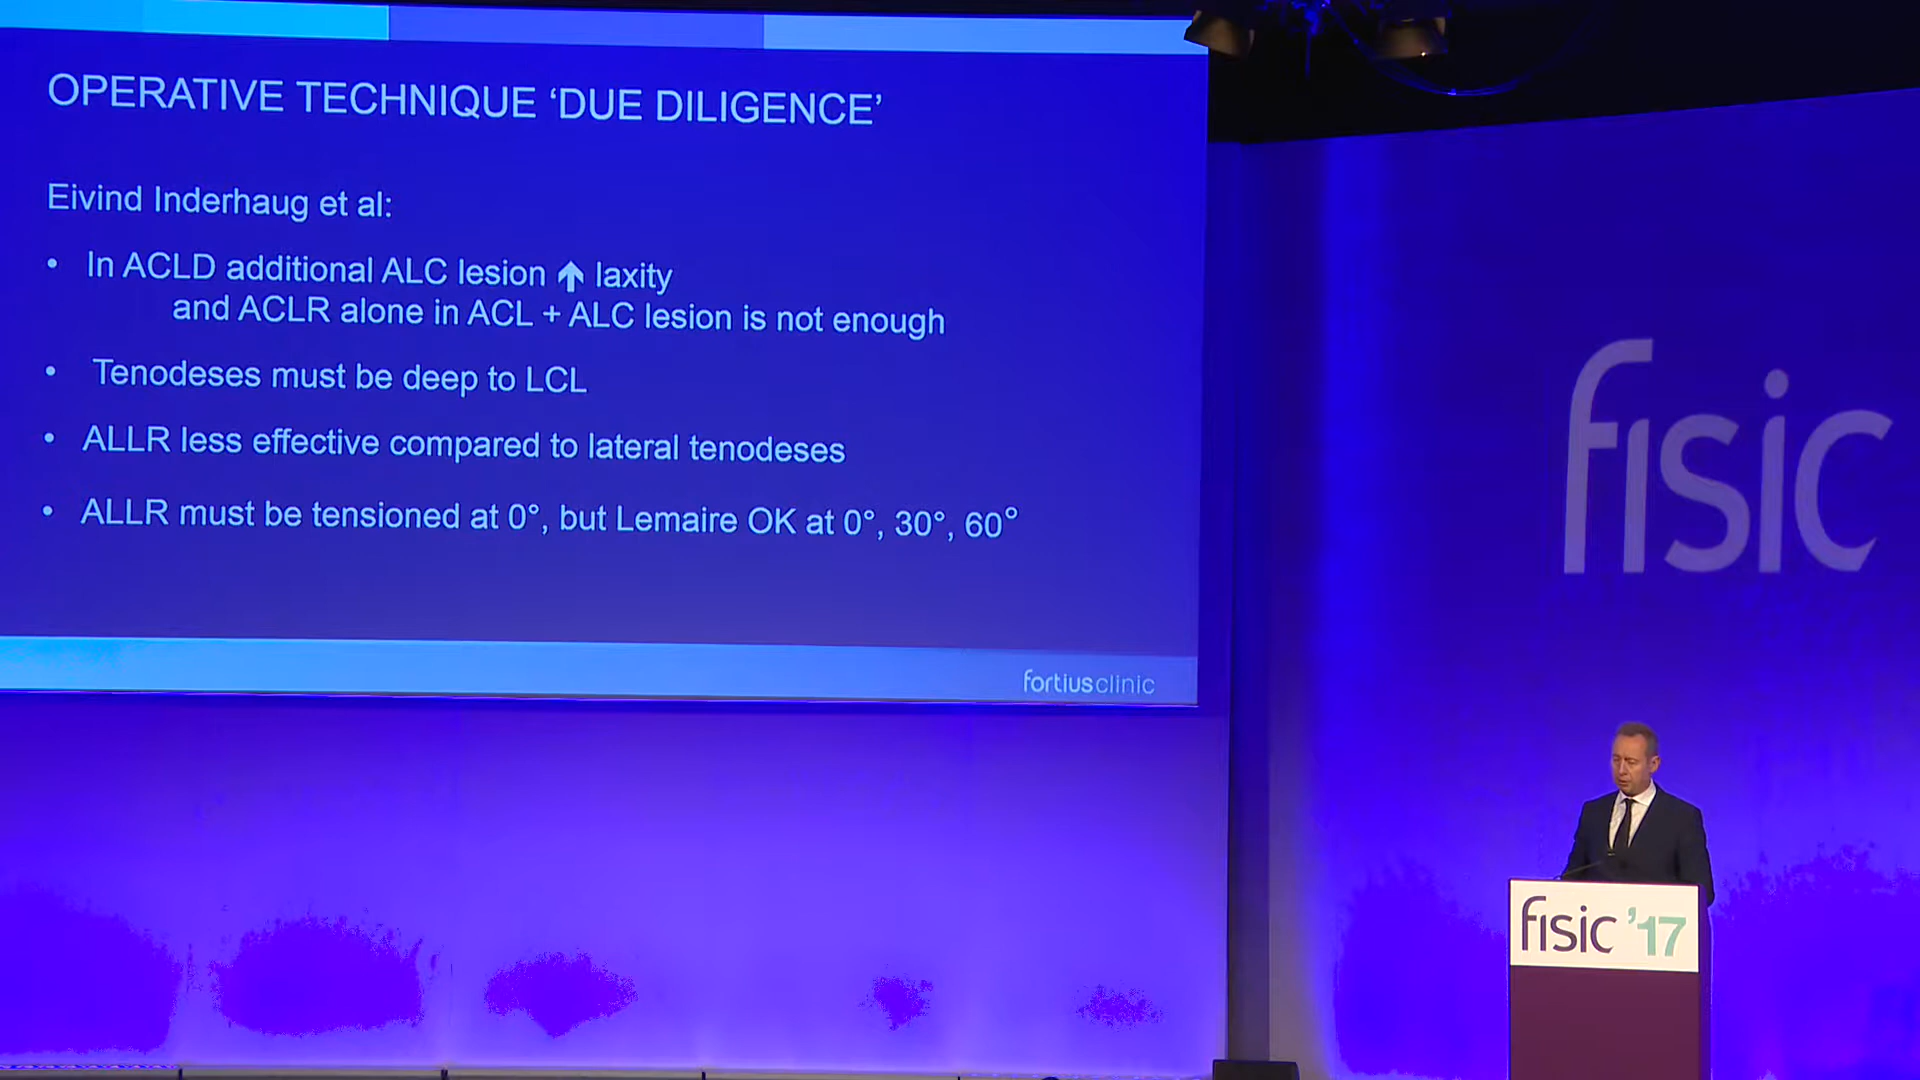 OPERATIVE TECHNIQUE ‘DUE DILIGENCE’
Eivind Inderhaug et al:
• In ACLD additional ALC lesion ↑ laxity
and ACLR alone in ACL + ALC lesion is not enough
• Tenodeses must be deep to LCL
• ALLR less effective compared to lateral tenodeses
• ALLR must be tensioned at 0°, but Lemaire OK at 0°, 30°, 60°
fortiusclinic
fisic
fisic ’17